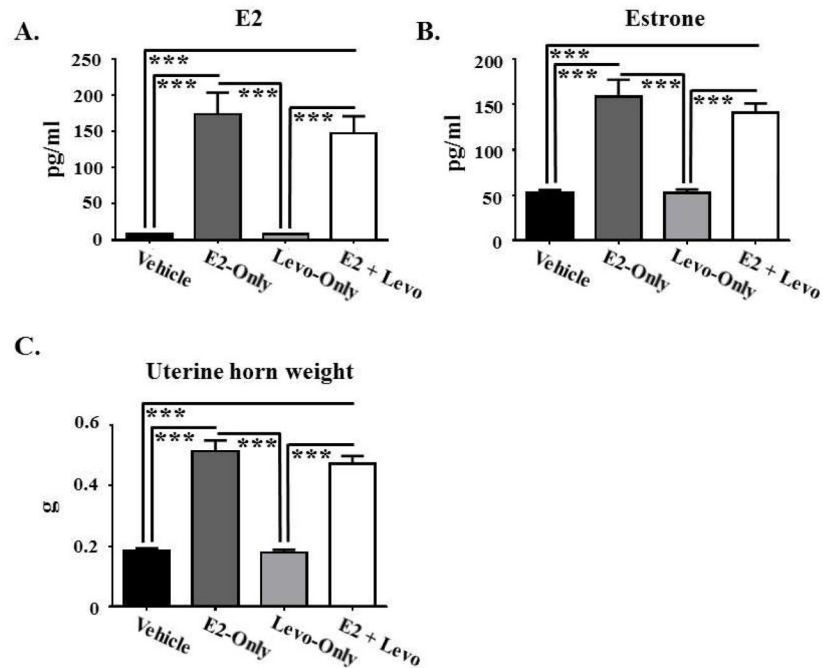 A.
E2
***
***
***
***
250
200
150
100
50
0
pg/ml
Vehicle
E2-Only
Levo-Only
E2 + Levo
B.
Estrone
***
***
***
***
200
150
100
50
0
pg/ml
Vehicle
E2-Only
Levo-Only
E2 + Levo
C.
Uterine horn weight
***
***
***
***
0.6
0.4
0.2
0
g
Vehicle
E2-Only
Levo-Only
E2 + Levo